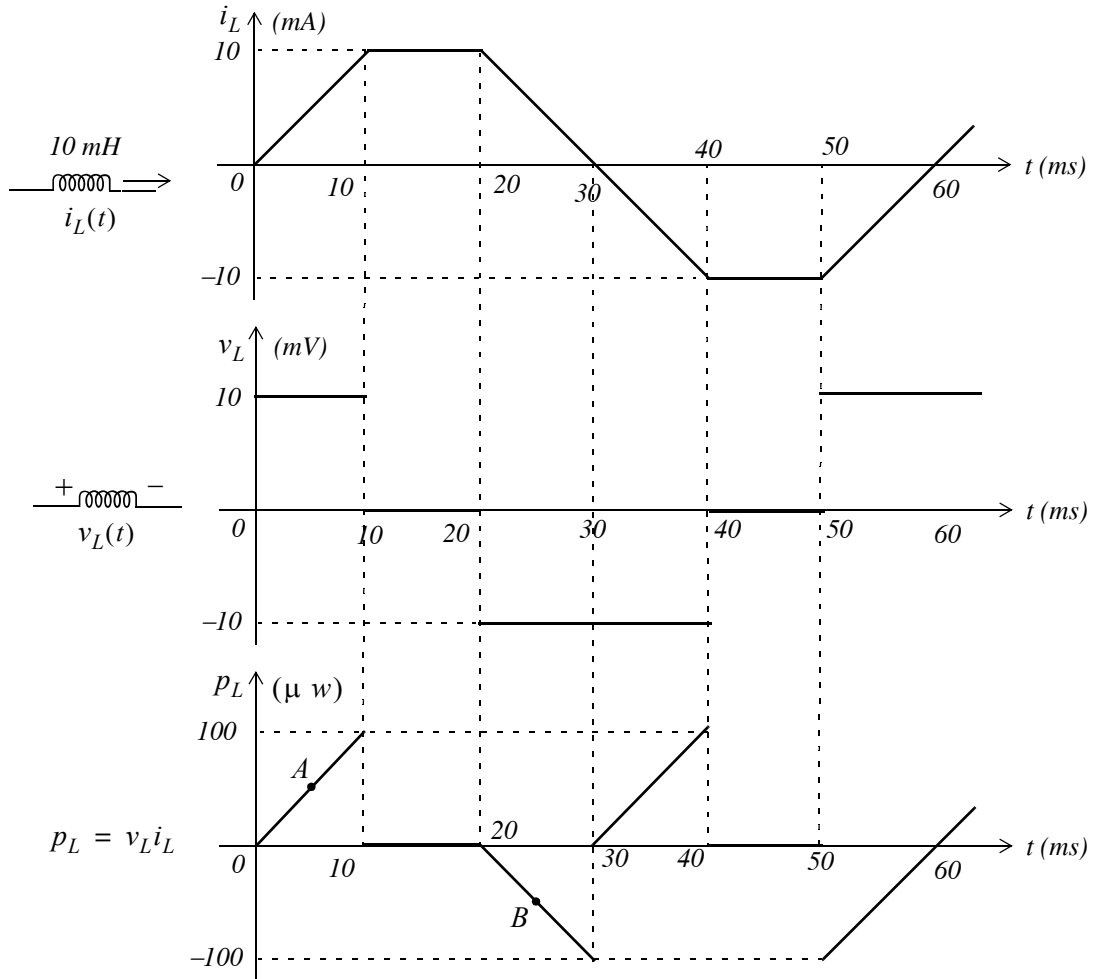 i_L (mA)
10
10 mH
i_L(t)
0 10 20 30 40 50 60 t (ms)
–10
v_L (mV)
10
+ –
v_L(t)
0 10 20 30 40 50 60 t (ms)
–10
p_L (μ w)
100
A
p_L = v_L i_L
0 10 20 30 40 50 60 t (ms)
B
–100